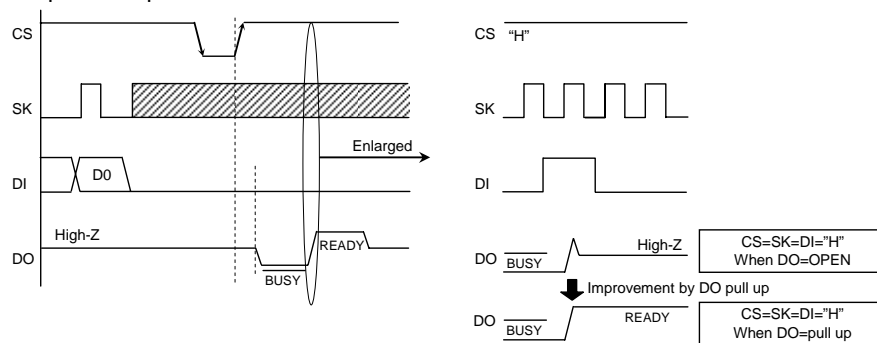 CS
SK
DI
D0
Enlarged
DO
High-Z
BUSY
READY
CS
“H”
SK
DI
DO
BUSY
High-Z
CS=SK=DI=”H”
When DO=OPEN
Improvement by DO pull up
DO
BUSY
READY
CS=SK=DI=”H”
When DO=pull up